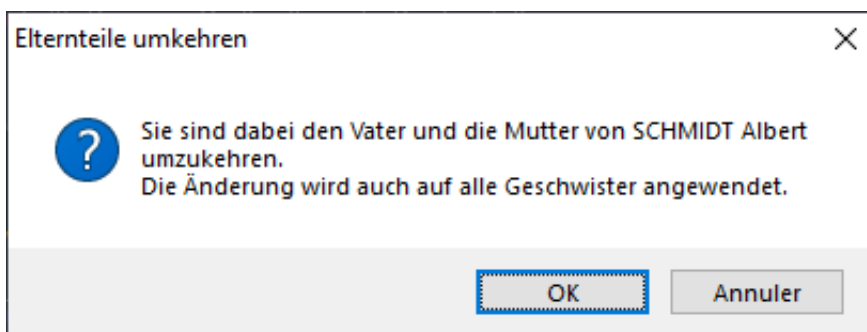 Elternteile umkehren
Sie sind dabei den Vater und die Mutter von SCHMIDT Albert
umzukehren.
Die Änderung wird auch auf alle Geschwister angewendet.
OK
Annuler